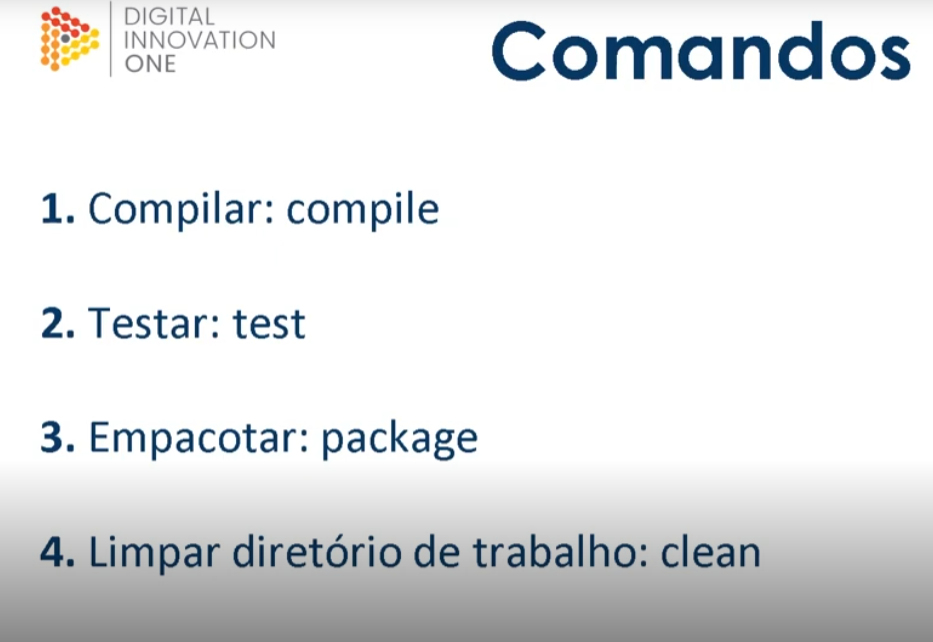 DIGITAL
INNOVATION
ONE
Comandos
1. Compilar: compile
2. Testar: test
3. Empacotar: package
4. Limpar diretório de trabalho: clean